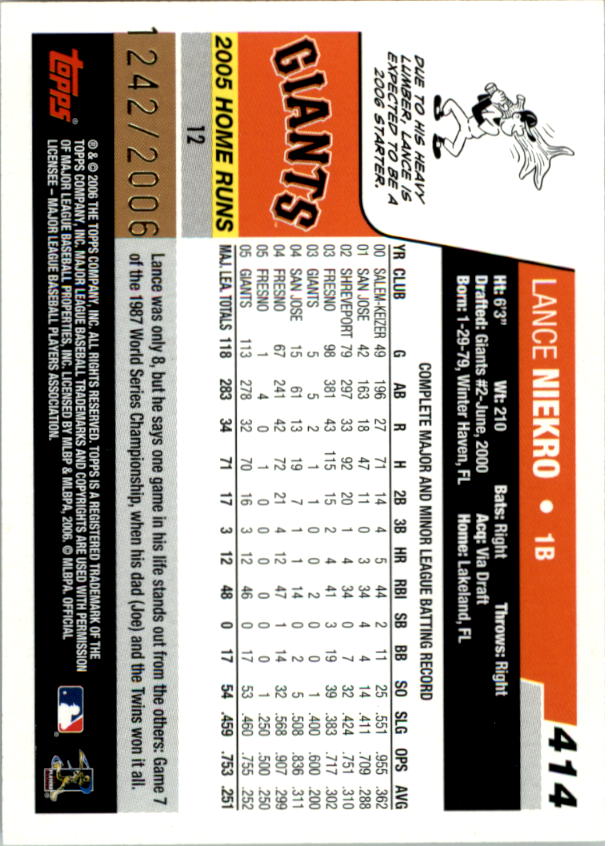 414
LANCE NIEKRO • 1B
Ht: 6'3" Wt: 210 Bats: Right Throws: Right
Drafted: Giants #2-June, 2000 Acq: Via Draft
Born: 1-29-79, Winter Haven, FL Home: Lakeland, FL
DUE TO HIS HEAVY
LUMBER, LANCE IS
EXPECTED TO BE A
2006 STARTER.
GIANTS
2005 HOME RUNS
12
COMPLETE MAJOR AND MINOR LEAGUE BATTING RECORD
YR CLUB G AB R H 2B 3B HR RBI SB BB SO SLG OPS AVG
00 SALEM-KEIZER 49 196 27 71 14 4 5 44 2 11 25 .551 .955 .362
01 SAN JOSE 42 163 18 47 11 0 3 34 4 4 14 .411 .709 .288
02 SHREVEPORT 79 297 33 92 20 1 4 34 0 7 32 .424 .751 .310
03 FRESNO 98 381 43 115 15 2 4 41 3 19 39 .383 .717 .302
03 GIANTS 5 5 2 1 1 0 0 2 0 0 1 .400 .600 .200
04 SAN JOSE 15 61 13 19 7 1 1 14 0 2 5 .508 .836 .311
04 FRESNO 67 241 42 72 21 4 12 47 1 14 32 .568 .907 .299
05 FRESNO 1 4 0 1 0 0 0 0 0 0 1 .250 .500 .250
05 GIANTS 113 278 32 70 16 3 12 46 0 17 53 .460 .755 .252
MAJ. LEA. TOTALS 118 283 34 71 17 3 12 48 0 17 54 .459 .753 .251
1242/2006
Lance was only 8, but he says one game in his life stands out from the others: Game 7
of the 1987 World Series Championship, when his dad (Joe) and the Twins won it all.
topps®
® & © 2006 THE TOPPS COMPANY, INC. ALL RIGHTS RESERVED. TOPPS IS A REGISTERED TRADEMARK OF THE
TOPPS COMPANY, INC. MAJOR LEAGUE BASEBALL TRADEMARKS AND COPYRIGHTS ARE USED WITH PERMISSION
OF MAJOR LEAGUE BASEBALL PROPERTIES, INC. LICENSED BY MLBP & MLBPA, 2006. © MLBPA. OFFICIAL
LICENSEE – MAJOR LEAGUE BASEBALL PLAYERS ASSOCIATION.